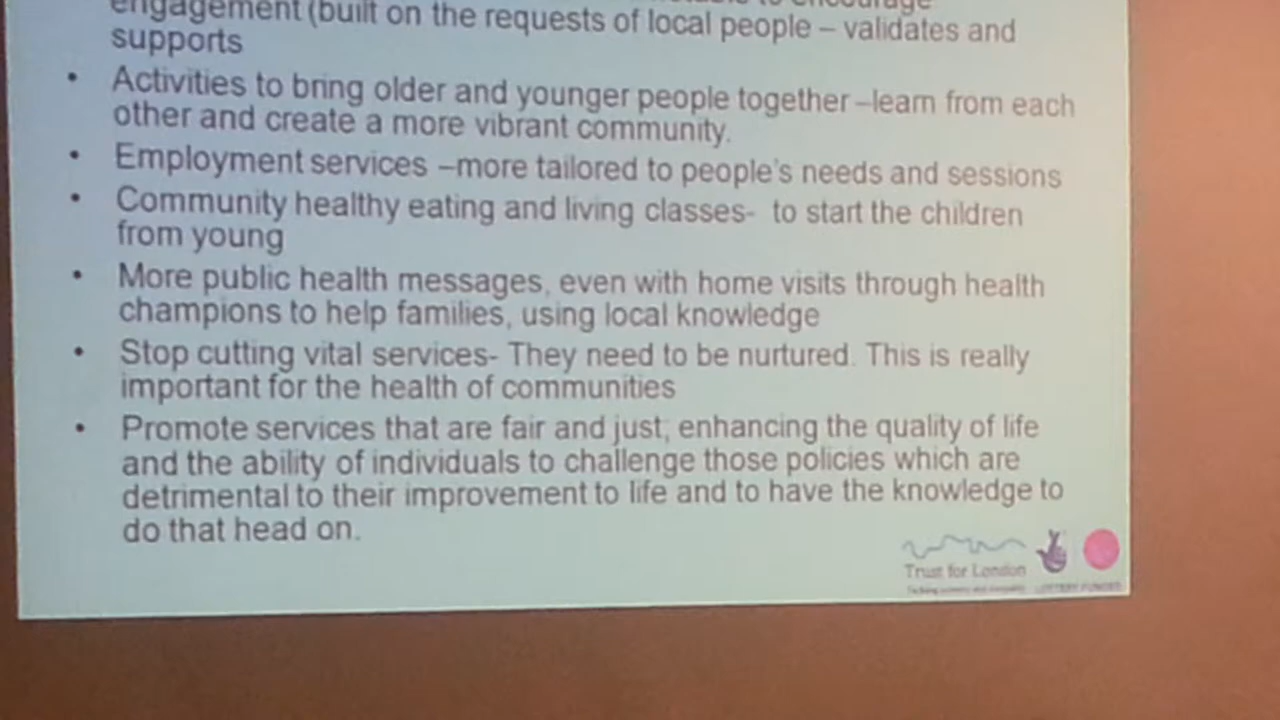 engagement (built on the requests of local people – validates and
supports
• Activities to bring older and younger people together –learn from each
other and create a more vibrant community.
• Employment services –more tailored to people's needs and sessions
• Community healthy eating and living classes-  to start the children
from young
• More public health messages, even with home visits through health
champions to help families, using local knowledge
• Stop cutting vital services- They need to be nurtured. This is really
important for the health of communities
• Promote services that are fair and just; enhancing the quality of life
and the ability of individuals to challenge those policies which are
detrimental to their improvement to life and to have the knowledge to
do that head on.
Trust for London
LOTTERY FUNDED